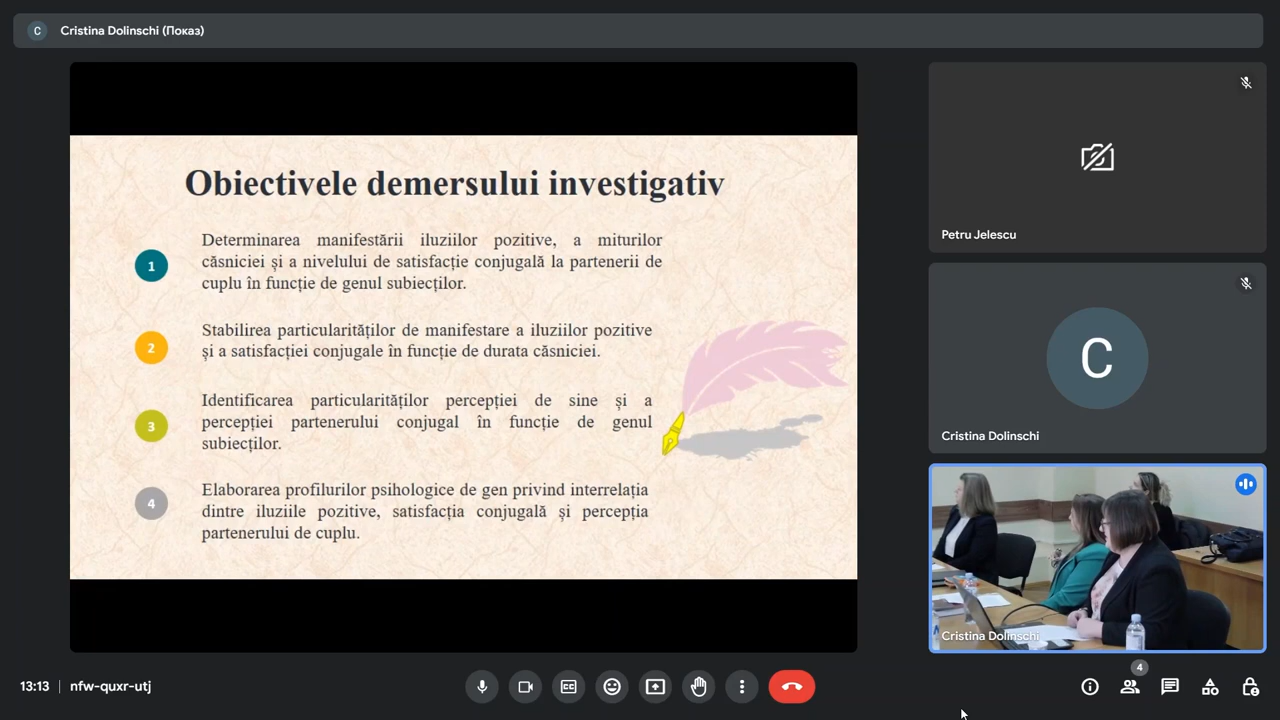 C
Cristina Dolinschi (Показ)
Obiectivele demersului investigativ
1
Determinarea manifestării iluziilor pozitive, a miturilor
căsniciei și a nivelului de satisfacție conjugală la partenerii de
cuplu în funcție de genul subiecților.
2
Stabilirea particularităților de manifestare a iluziilor pozitive
și a satisfacției conjugale în funcție de durata căsniciei.
3
Identificarea particularităților percepției de sine și a
percepției partenerului conjugal în funcție de genul
subiecților.
4
Elaborarea profilurilor psihologice de gen privind interrelația
dintre iluziile pozitive, satisfacția conjugală și percepția
partenerului de cuplu.
Petru Jelescu
C
Cristina Dolinschi
Cristina Dolinschi
13:13
nfw-quxr-utj
4